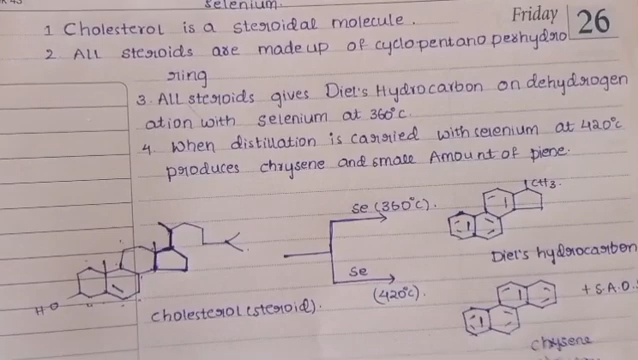 selenium.
Friday 26
1 Cholesterol is a steroidal molecule.
2. All steroids are made up of cyclopentano perhydro
ring
3. All steroids gives Diel's Hydrocarbon on dehydrogen
ation with selenium at 360°c.
4. when distillation is carried with selenium at 420°c
produces chrysene and small Amount of piene.
Se (360°c).
CH3.
Diel's hydrocarbon
Se
(420°c).
HO
cholesterol (steroid).
+ S.A.O.
chrysene